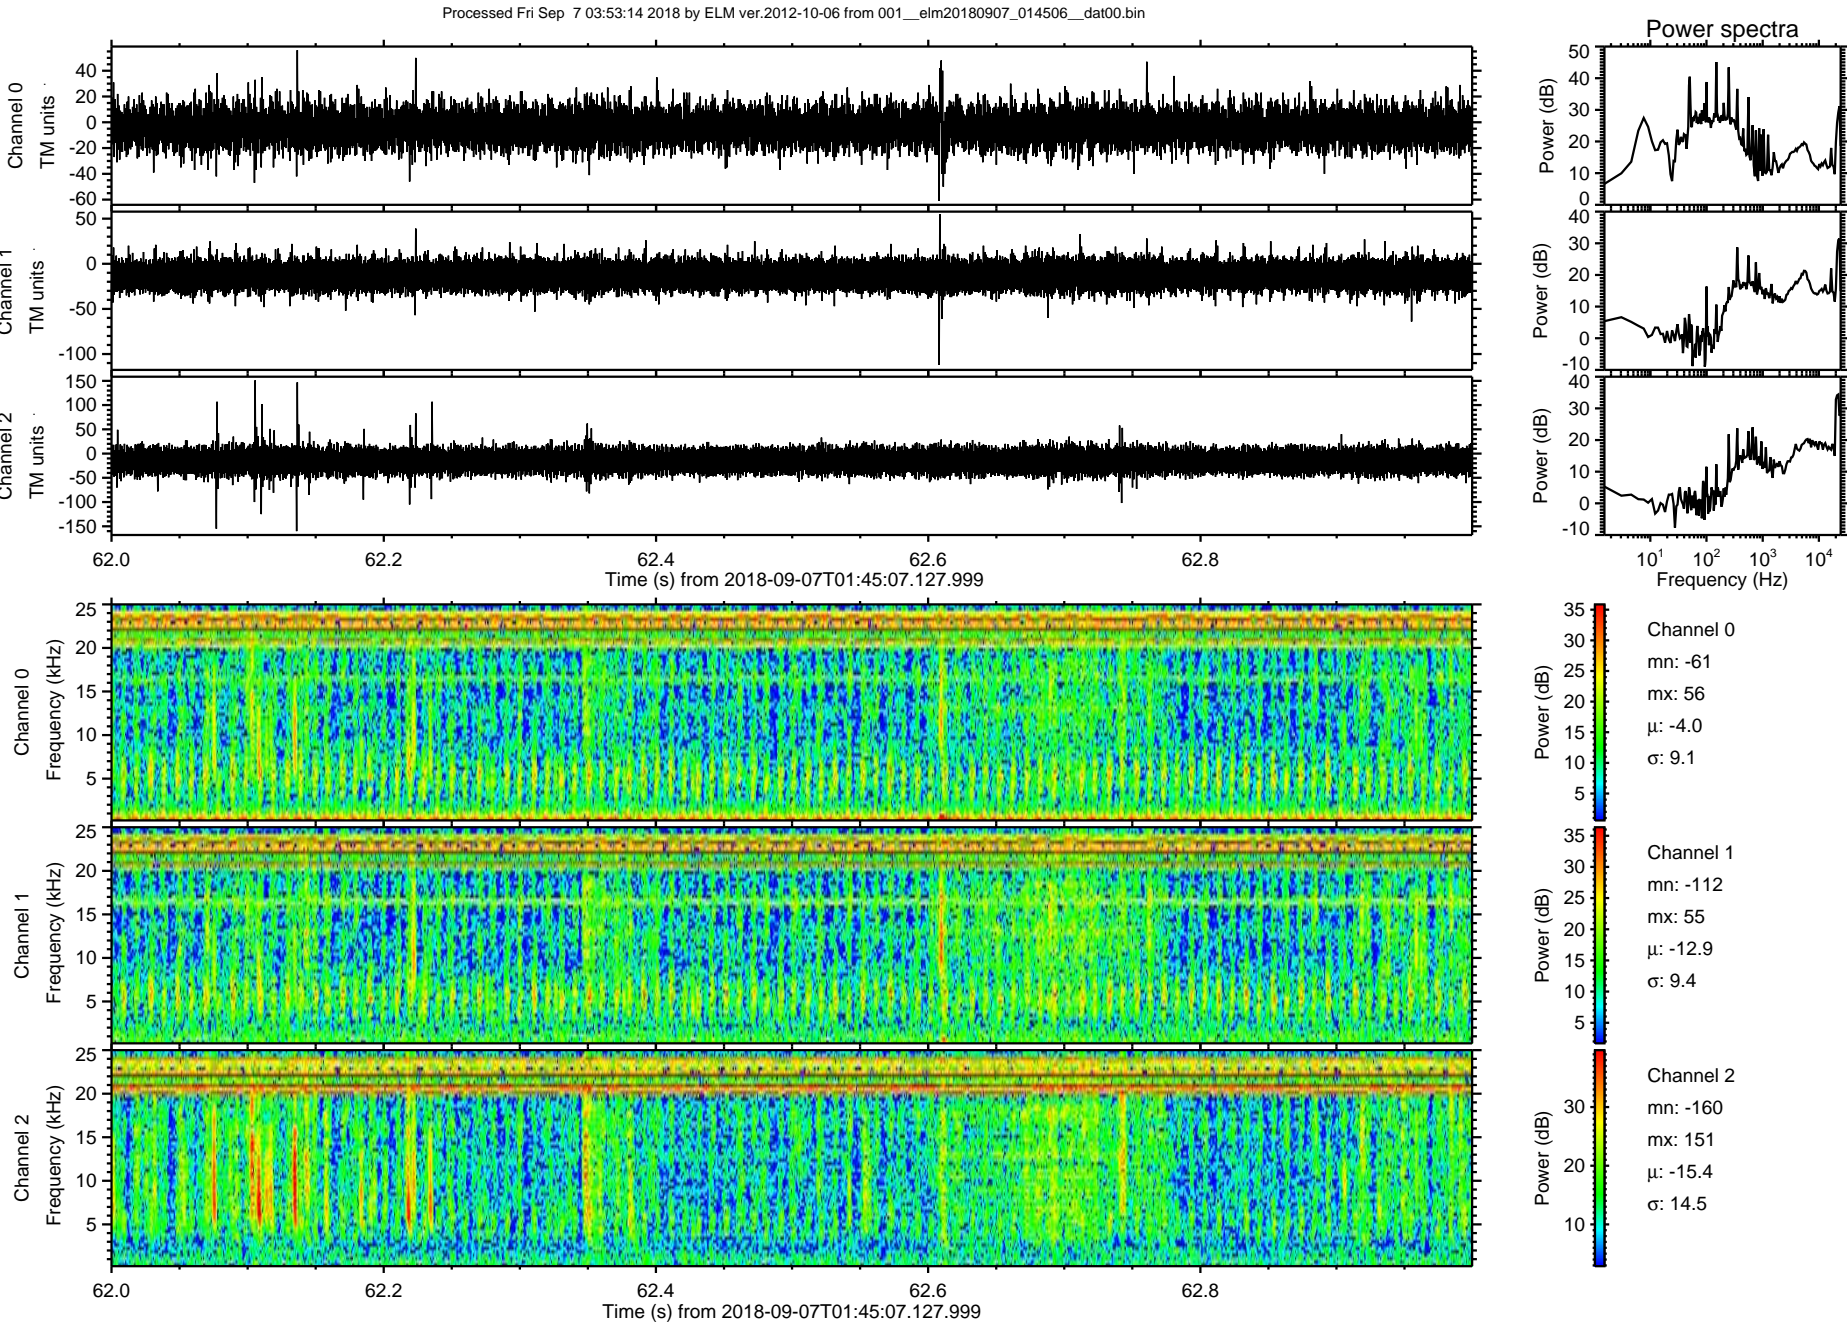 Processed Fri Sep 7 03:53:14 2018 by ELM ver.2012-10-06 from 001__elm20180907_014506__dat00.bin
Power spectra
Channel 0
TM units
40
20
0
-20
-40
-60
Power (dB)
50
40
30
20
10
0
Channel 1
TM units
50
0
-50
-100
Power (dB)
40
30
20
10
0
-10
Channel 2
TM units
150
100
50
0
-50
-100
-150
Power (dB)
40
30
20
10
0
-10
62.0 62.2 62.4 62.6 62.8
Time (s) from 2018-09-07T01:45:07.127.999
10¹ 10² 10³ 10⁴
Frequency (Hz)
Channel 0
Frequency (kHz)
25
20
15
10
5
Power (dB)
35
30
25
20
15
10
5
Channel 0
mn: -61
mx: 56
μ: -4.0
σ: 9.1
Channel 1
Frequency (kHz)
25
20
15
10
5
Power (dB)
35
30
25
20
15
10
5
Channel 1
mn: -112
mx: 55
μ: -12.9
σ: 9.4
Channel 2
Frequency (kHz)
25
20
15
10
5
Power (dB)
30
20
10
Channel 2
mn: -160
mx: 151
μ: -15.4
σ: 14.5
62.0 62.2 62.4 62.6 62.8
Time (s) from 2018-09-07T01:45:07.127.999